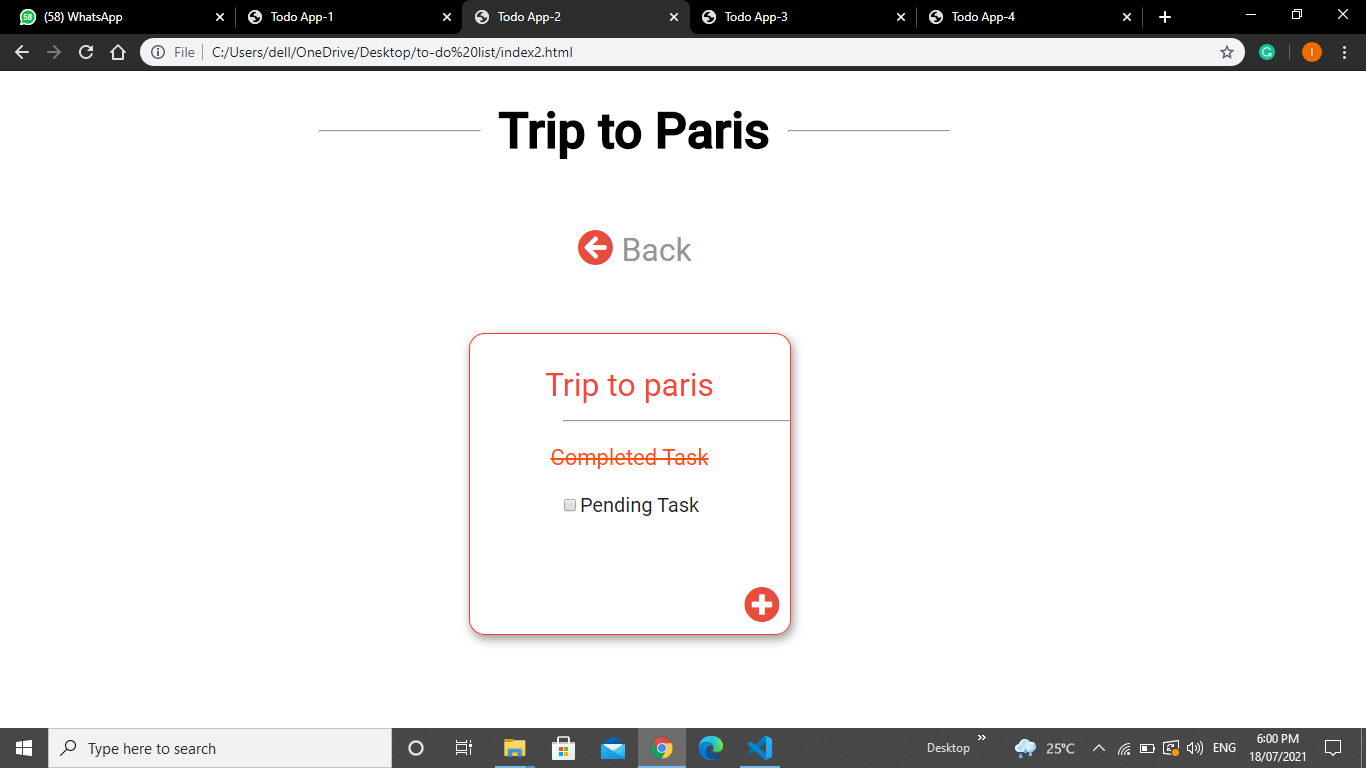 58 (58) WhatsApp
Todo App-1
Todo App-2
Todo App-3
Todo App-4
File C:/Users/dell/OneDrive/Desktop/to-do%20list/index2.html
I
Trip to Paris
Back
Trip to paris
Completed Task
Pending Task
Type here to search
Desktop
25°C
ENG
6:00 PM
18/07/2021